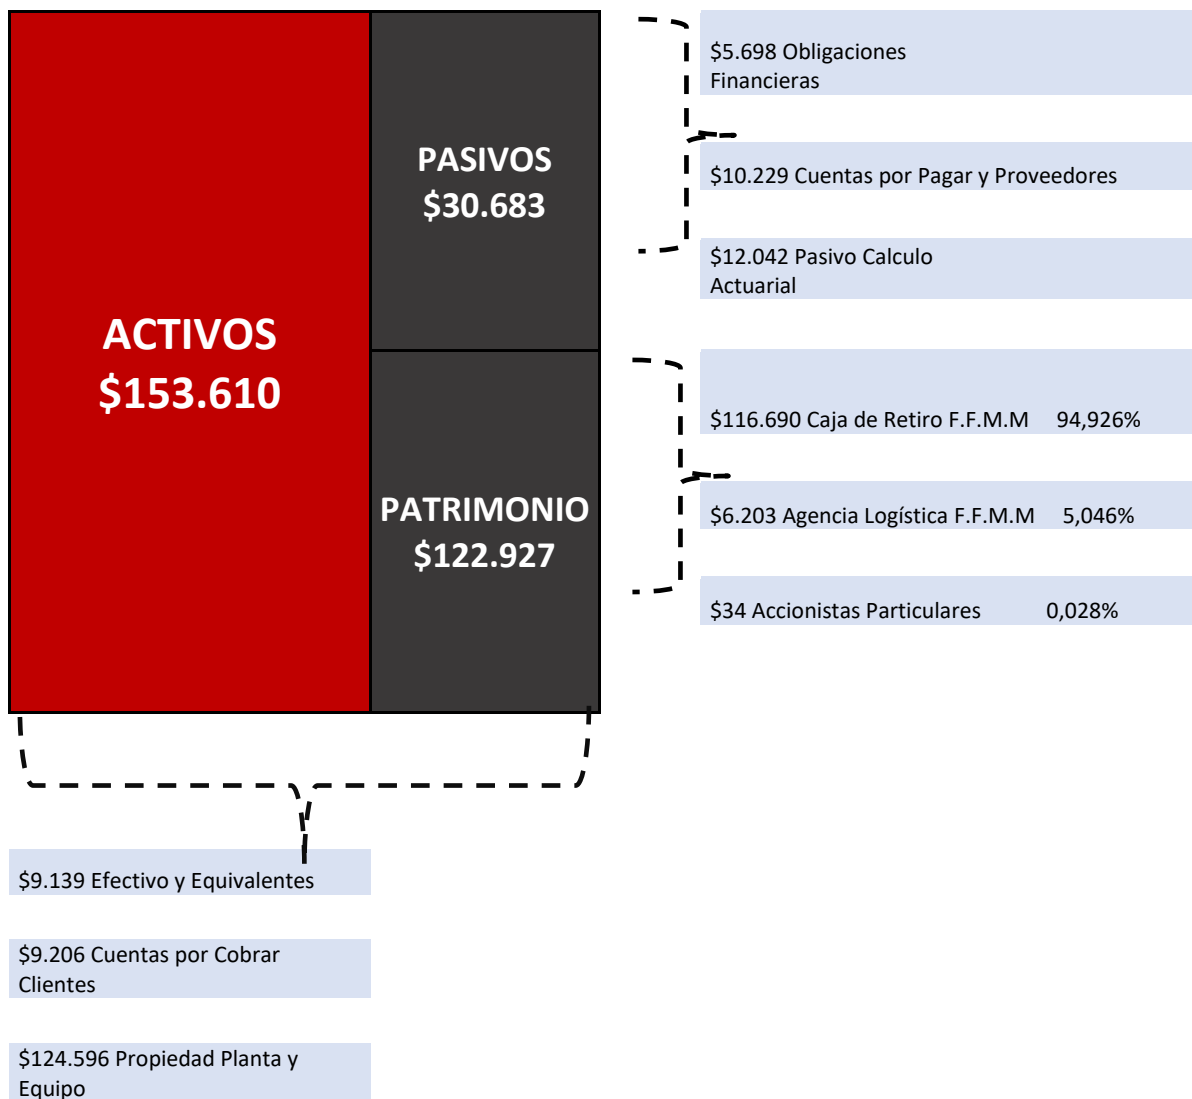 ACTIVOS
$153.610
PASIVOS
$30.683
PATRIMONIO
$122.927
$5.698 Obligaciones
Financieras
$10.229 Cuentas por Pagar y Proveedores
$12.042 Pasivo Calculo
Actuarial
$116.690 Caja de Retiro F.F.M.M 94,926%
$6.203 Agencia Logística F.F.M.M 5,046%
$34 Accionistas Particulares 0,028%
$9.139 Efectivo y Equivalentes
$9.206 Cuentas por Cobrar
Clientes
$124.596 Propiedad Planta y
Equipo